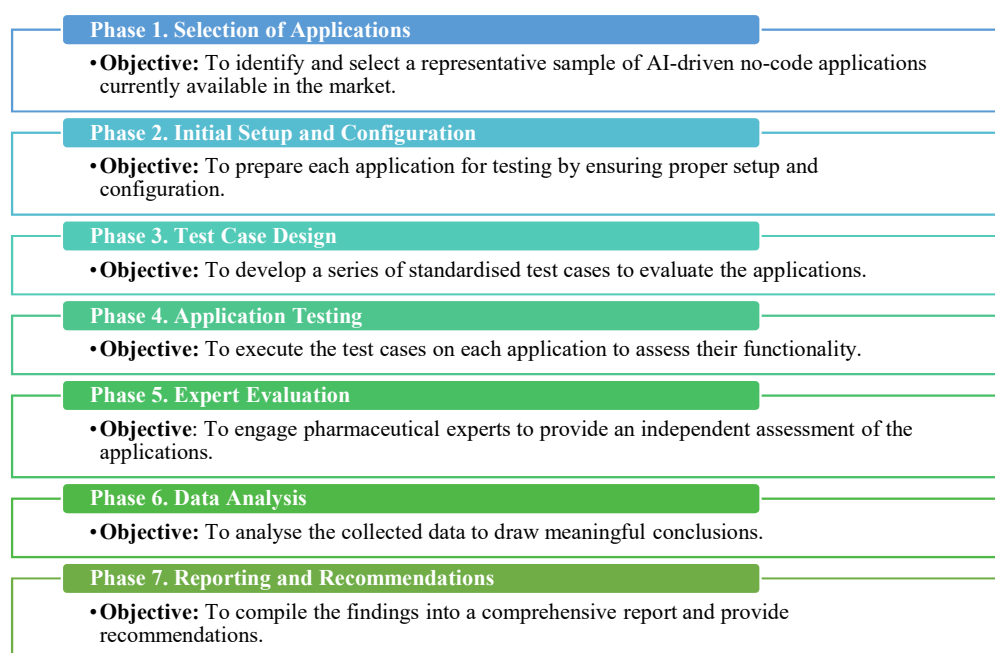 Phase 1. Selection of Applications
•Objective: To identify and select a representative sample of AI-driven no-code applications
currently available in the market.
Phase 2. Initial Setup and Configuration
•Objective: To prepare each application for testing by ensuring proper setup and
configuration.
Phase 3. Test Case Design
•Objective: To develop a series of standardised test cases to evaluate the applications.
Phase 4. Application Testing
•Objective: To execute the test cases on each application to assess their functionality.
Phase 5. Expert Evaluation
•Objective: To engage pharmaceutical experts to provide an independent assessment of the
applications.
Phase 6. Data Analysis
•Objective: To analyse the collected data to draw meaningful conclusions.
Phase 7. Reporting and Recommendations
•Objective: To compile the findings into a comprehensive report and provide
recommendations.